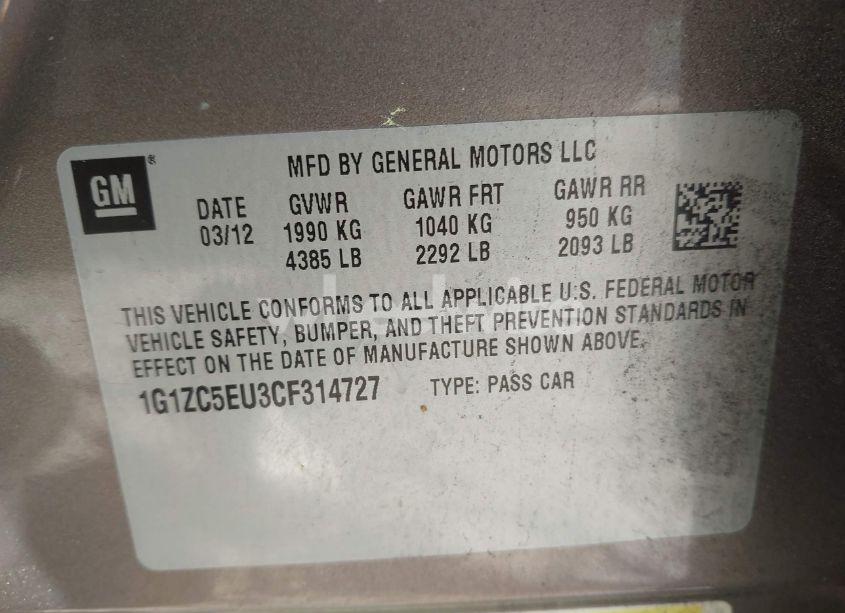 GM ®
MFD BY GENERAL MOTORS LLC
DATE GVWR GAWR FRT GAWR RR
03/12 1990 KG 1040 KG 950 KG
4385 LB 2292 LB 2093 LB
THIS VEHICLE CONFORMS TO ALL APPLICABLE U.S. FEDERAL MOTOR
VEHICLE SAFETY, BUMPER, AND THEFT PREVENTION STANDARDS IN
EFFECT ON THE DATE OF MANUFACTURE SHOWN ABOVE.
1G1ZC5EU3CF314727 TYPE: PASS CAR